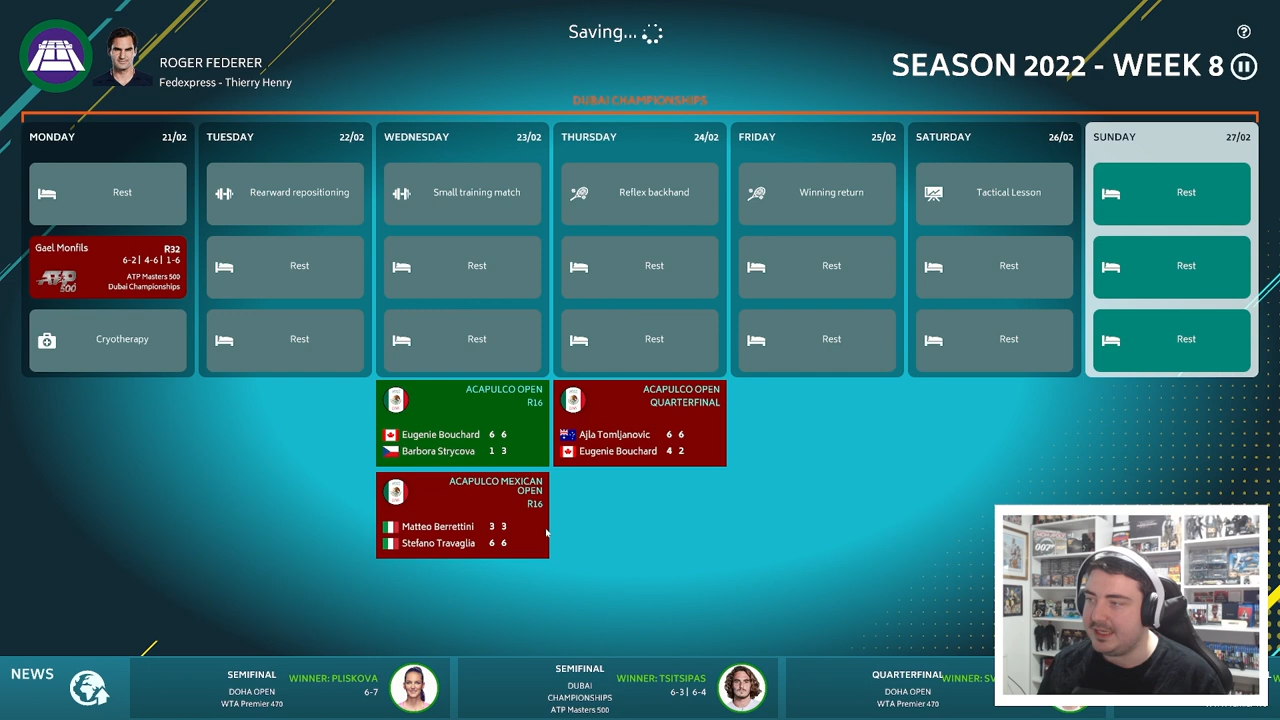 Saving...
ROGER FEDERER
Fedexpress - Thierry Henry
SEASON 2022 - WEEK 8
DUBAI CHAMPIONSHIPS
MONDAY 21/02
TUESDAY 22/02
WEDNESDAY 23/02
THURSDAY 24/02
FRIDAY 25/02
SATURDAY 26/02
SUNDAY 27/02
Rest
Rearward repositioning
Small training match
Reflex backhand
Winning return
Tactical Lesson
Rest
Gael Monfils R32
6-2| 4-6| 1-6
ATP Masters 500
Dubai Championships
ATP
500
Rest
Rest
Rest
Rest
Rest
Rest
Cryotherapy
Rest
Rest
Rest
Rest
Rest
Rest
ACAPULCO OPEN
R16
Eugenie Bouchard 6 6
Barbora Strycova 1 3
ACAPULCO OPEN
QUARTERFINAL
Ajla Tomljanovic 6 6
Eugenie Bouchard 4 2
ACAPULCO MEXICAN
OPEN
R16
Matteo Berrettini 3 3
Stefano Travaglia 6 6
007
NEWS
SEMIFINAL
DOHA OPEN
WTA Premier 470
WINNER: PLISKOVA
6-7
SEMIFINAL
DUBAI
CHAMPIONSHIPS
ATP Masters 500
WINNER: TSITSIPAS
6-3| 6-4
QUARTERFINAL
DOHA OPEN
WTA Premier 470
WINNER: